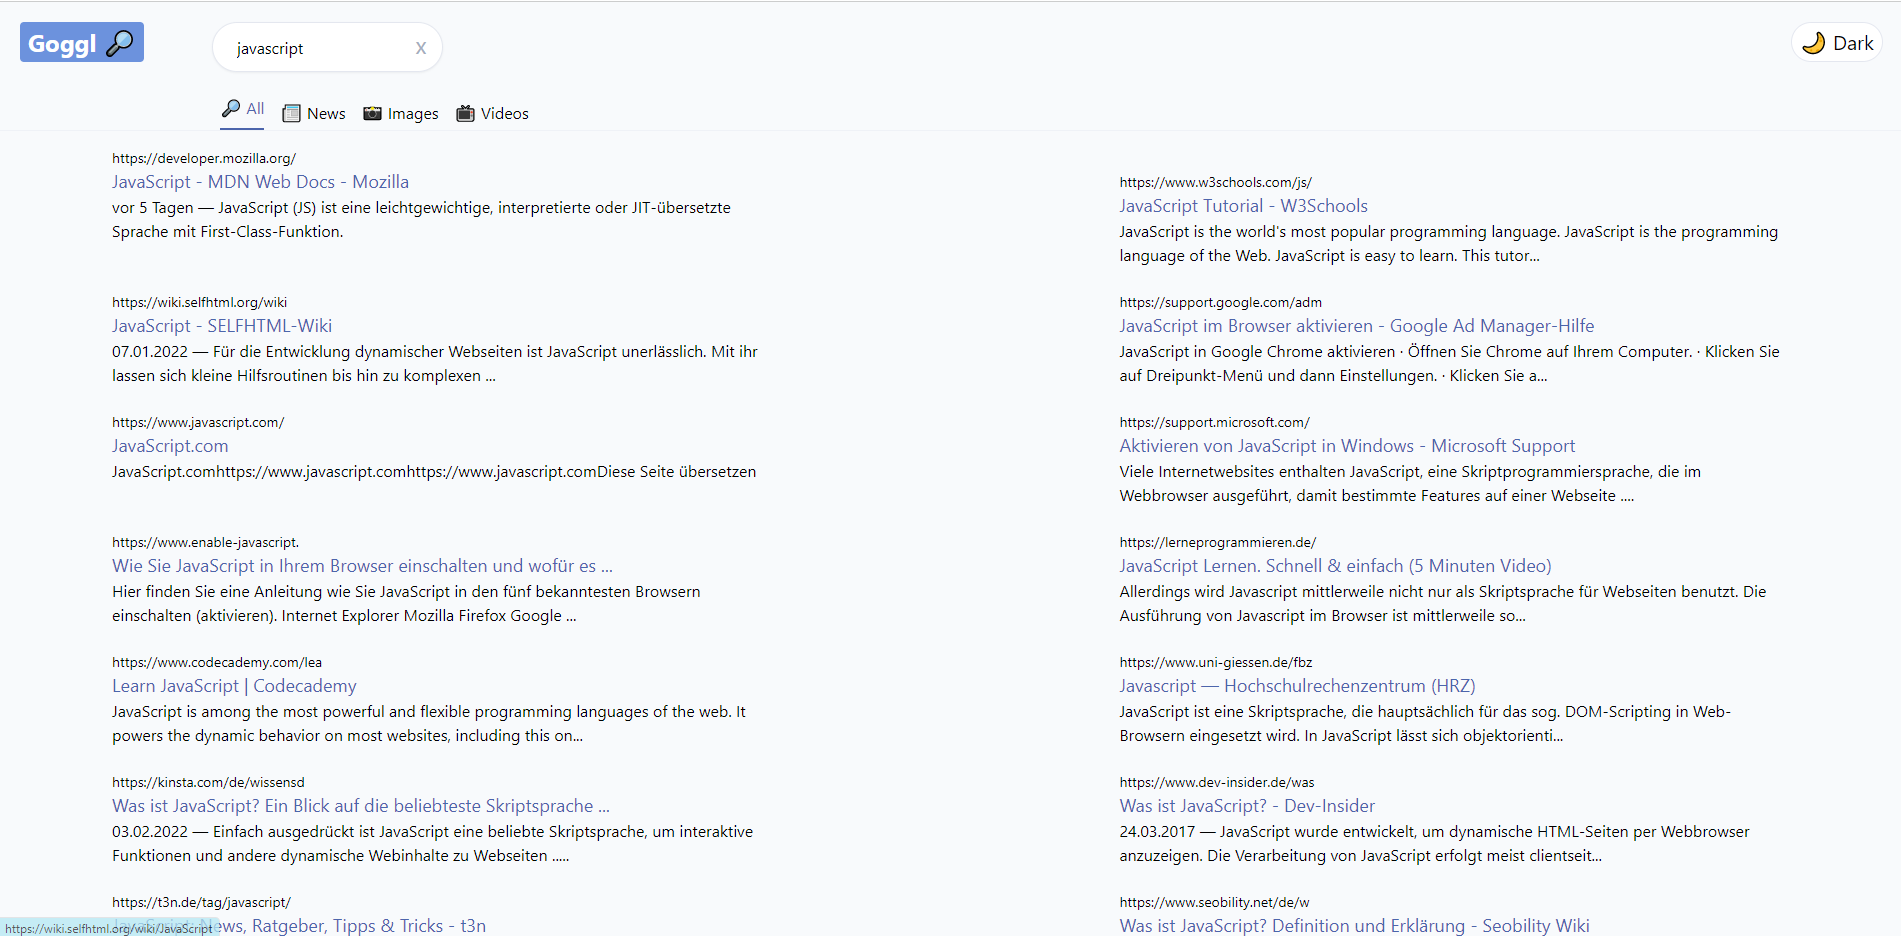 Goggl
javascript X
Dark
All News Images Videos
https://developer.mozilla.org/
JavaScript - MDN Web Docs - Mozilla
vor 5 Tagen — JavaScript (JS) ist eine leichtgewichtige, interpretierte oder JIT-übersetzte
Sprache mit First-Class-Funktion.
https://www.w3schools.com/js/
JavaScript Tutorial - W3Schools
JavaScript is the world's most popular programming language. JavaScript is the programming
language of the Web. JavaScript is easy to learn. This tutor...
https://wiki.selfhtml.org/wiki
JavaScript - SELFHTML-Wiki
07.01.2022 — Für die Entwicklung dynamischer Webseiten ist JavaScript unerlässlich. Mit ihr
lassen sich kleine Hilfsroutinen bis hin zu komplexen ...
https://support.google.com/adm
JavaScript im Browser aktivieren - Google Ad Manager-Hilfe
JavaScript in Google Chrome aktivieren · Öffnen Sie Chrome auf Ihrem Computer. · Klicken Sie
auf Dreipunkt-Menü und dann Einstellungen. · Klicken Sie a...
https://www.javascript.com/
JavaScript.com
JavaScript.comhttps://www.javascript.comhttps://www.javascript.comDiese Seite übersetzen
https://support.microsoft.com/
Aktivieren von JavaScript in Windows - Microsoft Support
Viele Internetwebsites enthalten JavaScript, eine Skriptprogrammiersprache, die im
Webbrowser ausgeführt, damit bestimmte Features auf einer Webseite ....
https://www.enable-javascript.
Wie Sie JavaScript in Ihrem Browser einschalten und wofür es ...
Hier finden Sie eine Anleitung wie Sie JavaScript in den fünf bekanntesten Browsern
einschalten (aktivieren). Internet Explorer Mozilla Firefox Google ...
https://lerneprogrammieren.de/
JavaScript Lernen. Schnell & einfach (5 Minuten Video)
Allerdings wird Javascript mittlerweile nicht nur als Skriptsprache für Webseiten benutzt. Die
Ausführung von Javascript im Browser ist mittlerweile so...
https://www.codecademy.com/lea
Learn JavaScript | Codecademy
JavaScript is among the most powerful and flexible programming languages of the web. It
powers the dynamic behavior on most websites, including this on...
https://www.uni-giessen.de/fbz
Javascript — Hochschulrechenzentrum (HRZ)
JavaScript ist eine Skriptsprache, die hauptsächlich für das sog. DOM-Scripting in Web-
Browsern eingesetzt wird. In JavaScript lässt sich objektorienti...
https://kinsta.com/de/wissensd
Was ist JavaScript? Ein Blick auf die beliebteste Skriptsprache ...
03.02.2022 — Einfach ausgedrückt ist JavaScript eine beliebte Skriptsprache, um interaktive
Funktionen und andere dynamische Webinhalte zu Webseiten .....
https://www.dev-insider.de/was
Was ist JavaScript? - Dev-Insider
24.03.2017 — JavaScript wurde entwickelt, um dynamische HTML-Seiten per Webbrowser
anzuzeigen. Die Verarbeitung von JavaScript erfolgt meist clientseit...
https://t3n.de/tag/javascript/
JavaScript: News, Ratgeber, Tipps & Tricks - t3n
https://www.seobility.net/de/w
Was ist JavaScript? Definition und Erklärung - Seobility Wiki
https://wiki.selfhtml.org/wiki/JavaScript